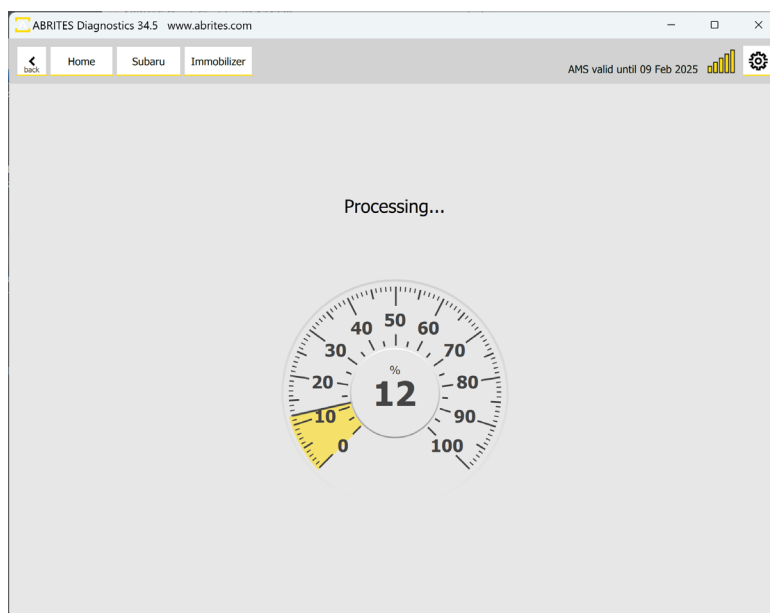 ABRITES Diagnostics 34.5 www.abrites.com
back
Home
Subaru
Immobilizer
AMS valid until 09 Feb 2025
Processing...
0
10
20
30
40
50
60
70
80
90
100
%
12